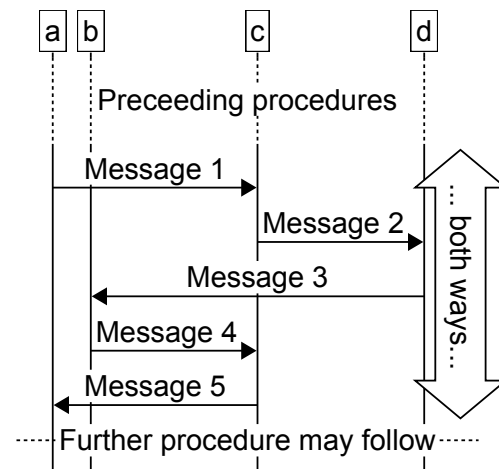 a b c d
Preceeding procedures
Message 1
Message 2
Message 3
Message 4
Message 5
... both ways...
Further procedure may follow